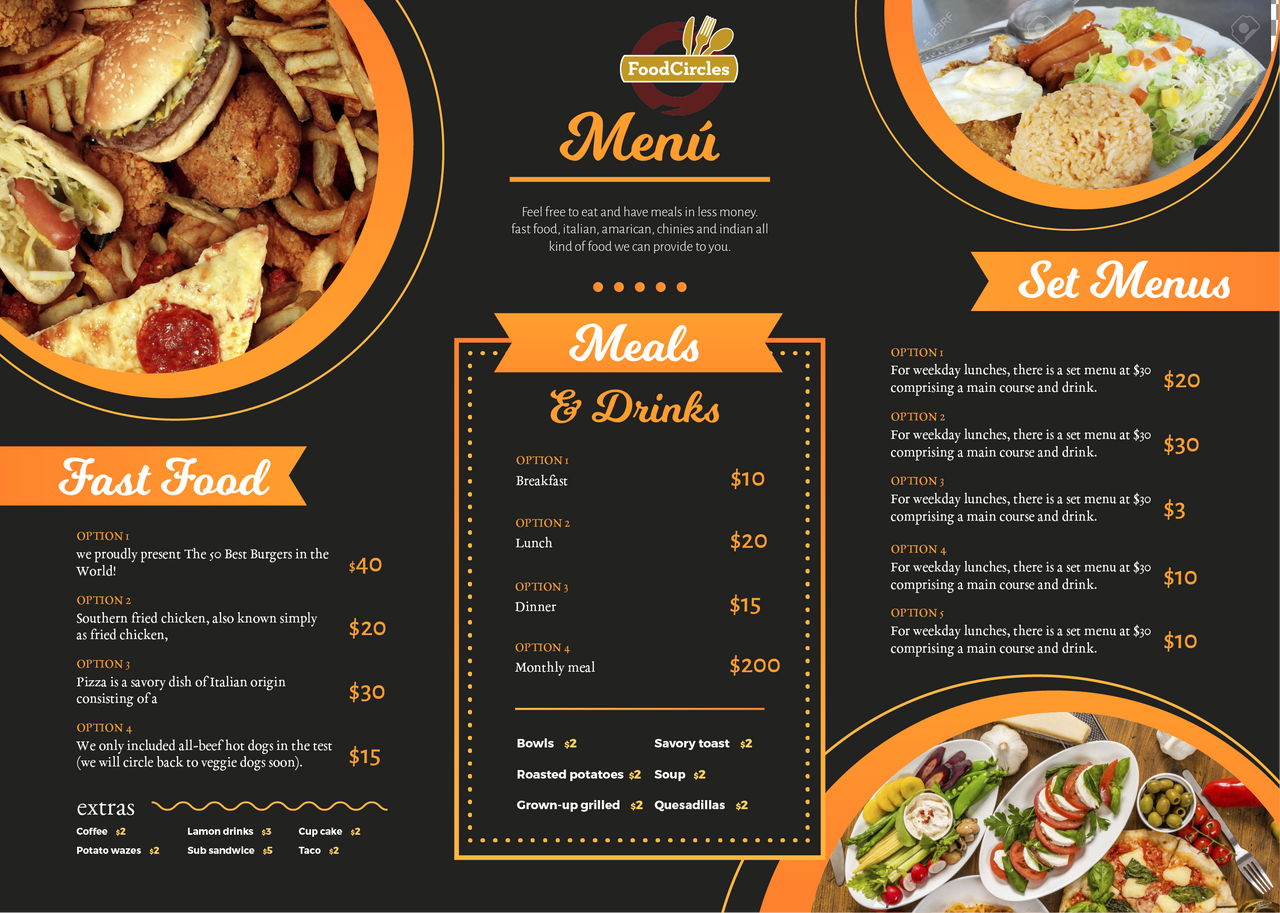 FoodCircles
Menú
Feel free to eat and have meals in less money.
fast food, italian, amarican, chinies and indian all
kind of food we can provide to you.
Fast Food
OPTION 1
we proudly present The 50 Best Burgers in the
World!
$40
OPTION 2
Southern fried chicken, also known simply
as fried chicken,
$20
OPTION 3
Pizza is a savory dish of Italian origin
consisting of a
$30
OPTION 4
We only included all-beef hot dogs in the test
(we will circle back to veggie dogs soon).
$15
extras
Coffee $2 Lamon drinks $3 Cup cake $2
Potato wazes $2 Sub sandwice $5 Taco $2
Meals
& Drinks
OPTION 1
Breakfast $10
OPTION 2
Lunch $20
OPTION 3
Dinner $15
OPTION 4
Monthly meal $200
Bowls $2 Savory toast $2
Roasted potatoes $2 Soup $2
Grown-up grilled $2 Quesadillas $2
123RF
Set Menus
OPTION 1
For weekday lunches, there is a set menu at $30
comprising a main course and drink.
$20
OPTION 2
For weekday lunches, there is a set menu at $30
comprising a main course and drink.
$30
OPTION 3
For weekday lunches, there is a set menu at $30
comprising a main course and drink.
$3
OPTION 4
For weekday lunches, there is a set menu at $30
comprising a main course and drink.
$10
OPTION 5
For weekday lunches, there is a set menu at $30
comprising a main course and drink.
$10